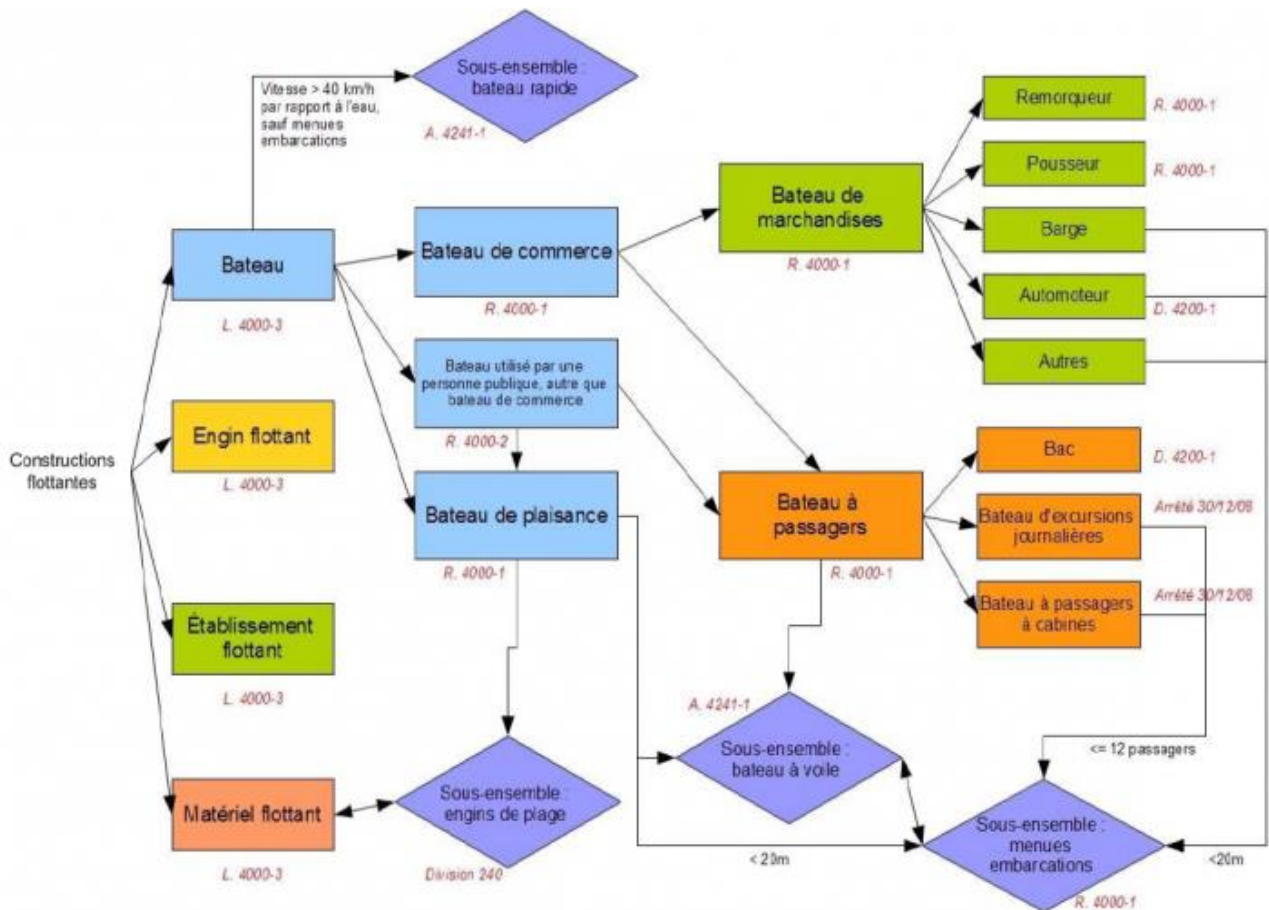 Sous-ensemble :
bateau rapide
Vitesse > 40 km/h
par rapport à l'eau,
sauf menues
embarcations
A. 4241-1
Remorqueur
R. 4000-1
Pousseur
R. 4000-1
Bateau de
marchandises
R. 4000-1
Barge
Automoteur
D. 4200-1
Autres
Bateau
L. 4000-3
Bateau de commerce
R. 4000-1
Bateau utilisé par une
personne publique, autre que
bateau de commerce
R. 4000-2
Engin flottant
L. 4000-3
Constructions
flottantes
Bateau de plaisance
R. 4000-1
Bateau à
passagers
R. 4000-1
Bac
D. 4200-1
Bateau d'excursions
journalières
Arrêté 30/12/08
Bateau à passagers
à cabines
Arrêté 30/12/08
Établissement
flottant
L. 4000-3
A. 4241-1
Sous-ensemble :
bateau à voile
<= 12 passagers
Matériel flottant
L. 4000-3
Sous-ensemble :
engins de plage
Division 240
< 20m
Sous-ensemble :
menues
embarcations
<20m
R. 4000-1